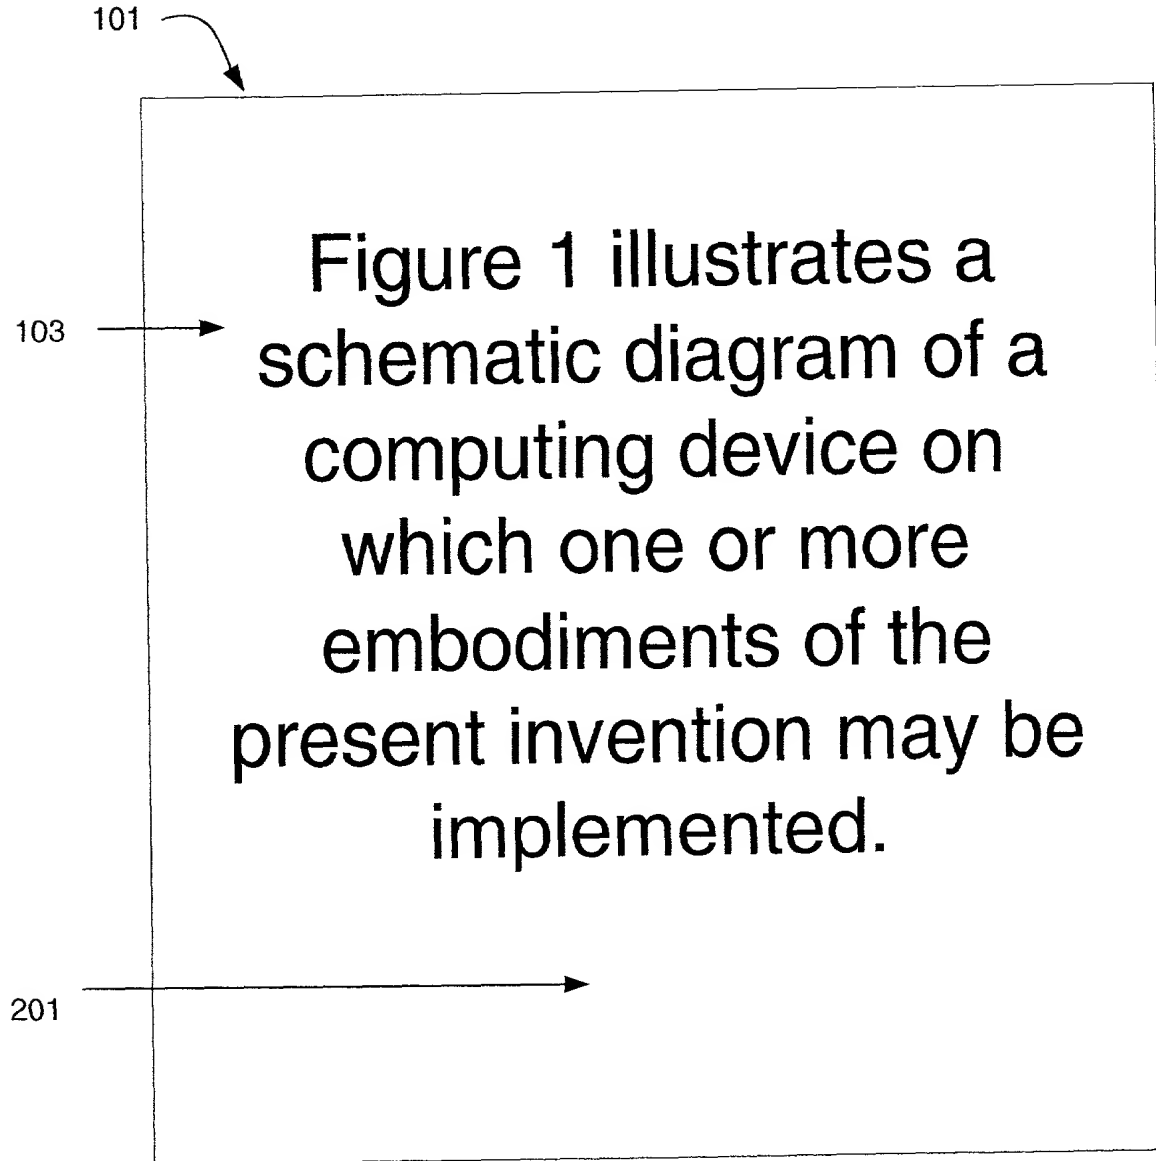 101
Figure 1 illustrates a
103
schematic diagram of a
computing device on
which one or more
embodiments of the
present invention may be
implemented.
201